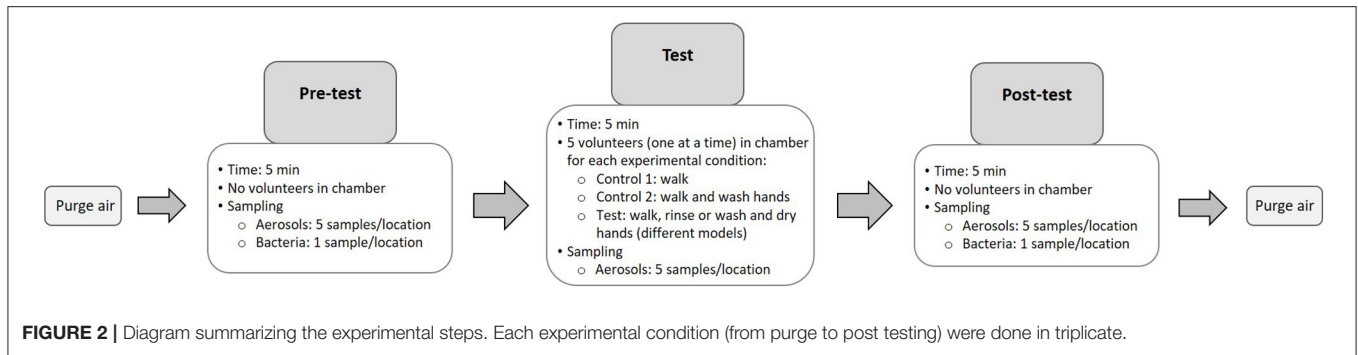 Purge air
Pre-test
• Time: 5 min
• No volunteers in chamber
• Sampling
o Aerosols: 5 samples/location
o Bacteria: 1 sample/location
Test
• Time: 5 min
• 5 volunteers (one at a time) in chamber
for each experimental condition:
o Control 1: walk
o Control 2: walk and wash hands
o Test: walk, rinse or wash and dry
hands (different models)
• Sampling
o Aerosols: 5 samples/location
Post-test
• Time: 5 min
• No volunteers in chamber
• Sampling
o Aerosols: 5 samples/location
o Bacteria: 1 sample/location
Purge air
FIGURE 2 | Diagram summarizing the experimental steps. Each experimental condition (from purge to post testing) were done in triplicate.